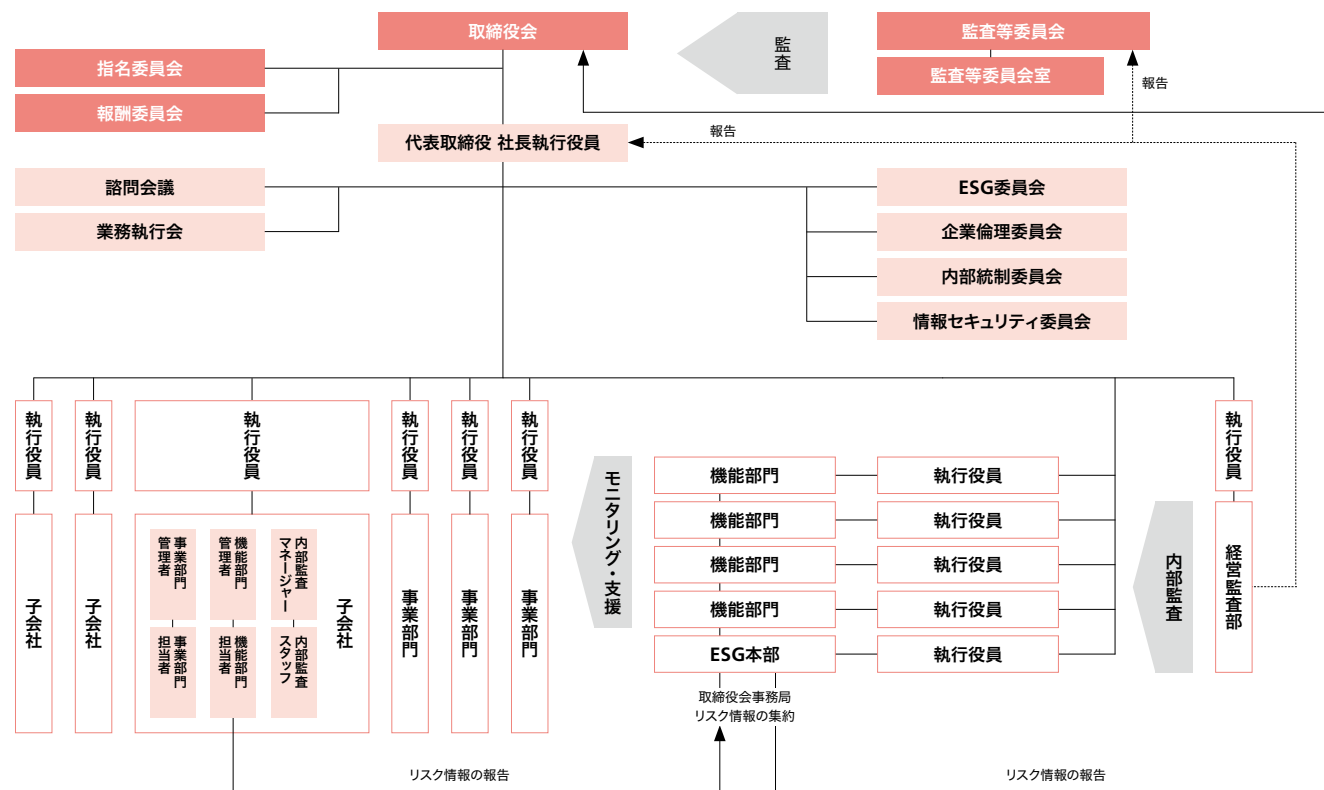 取締役会
監査
監査等委員会
監査等委員会室
指名委員会
報酬委員会
報告
代表取締役 社長執行役員
報告
諮問会議
業務執行会
ESG委員会
企業倫理委員会
内部統制委員会
情報セキュリティ委員会
執行役員
執行役員
執行役員
執行役員
執行役員
執行役員
執行役員
子会社
子会社
事業部門
管理者
機能部門
管理者
内部監査
マネージャー
事業部門
担当者
機能部門
担当者
内部監査
スタッフ
子会社
事業部門
事業部門
事業部門
モニタリング・支援
機能部門
執行役員
機能部門
執行役員
機能部門
執行役員
機能部門
執行役員
ESG本部
執行役員
内部監査
経営監査部
取締役会事務局
リスク情報の集約
リスク情報の報告
リスク情報の報告